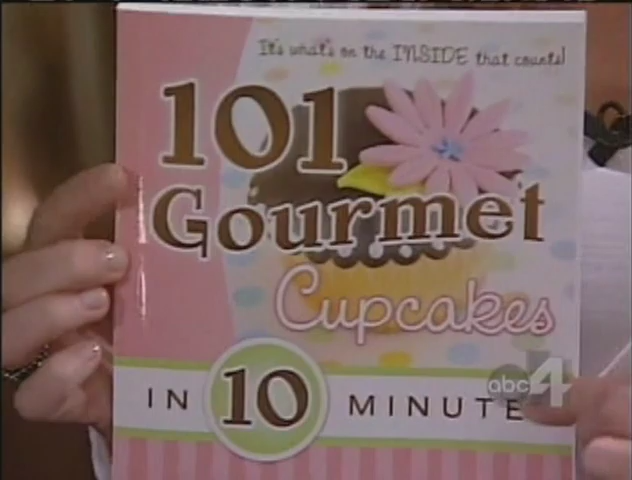 It's what's on the INSIDE that counts!
101
Gourmet
Cupcakes
IN 10 MINUTE
abc 4